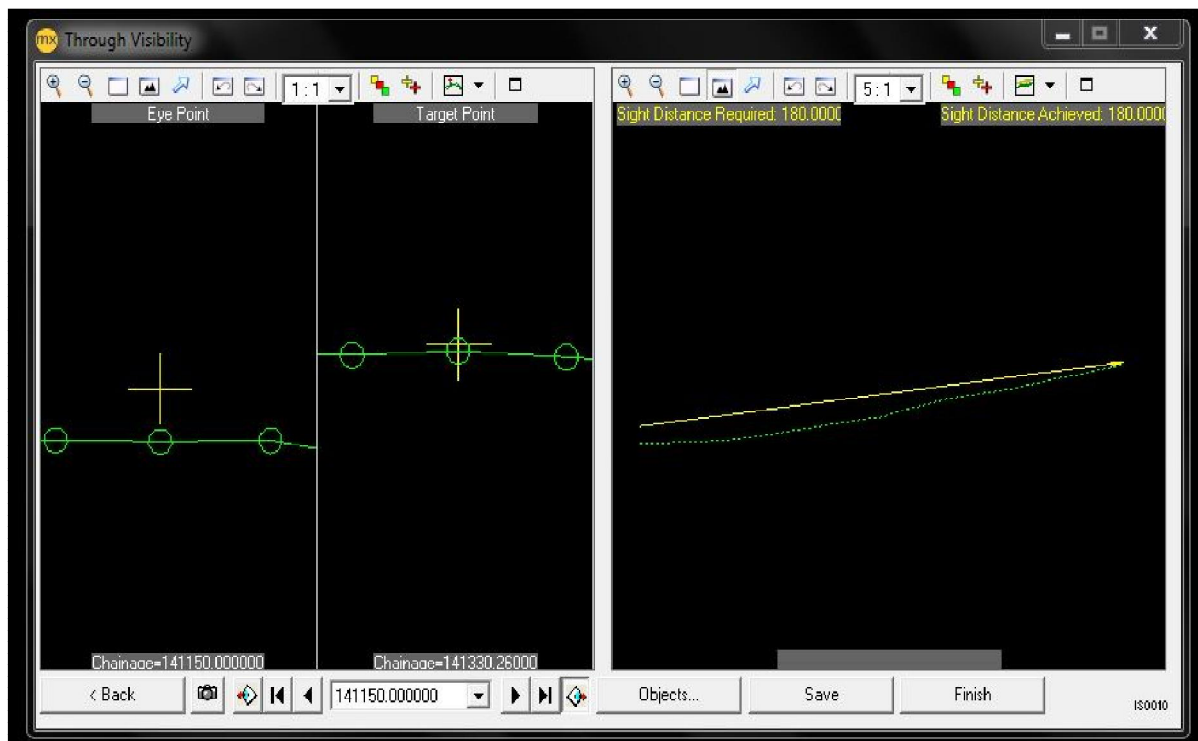 mx Through Visibility
1:1
5:1
Eye Point
Target Point
Sight Distance Required: 180.0000
Sight Distance Achieved: 180.0000
Chainage=141150.000000
Chainage=141330.26000
< Back
141150.000000
Objects...
Save
Finish
IS0010